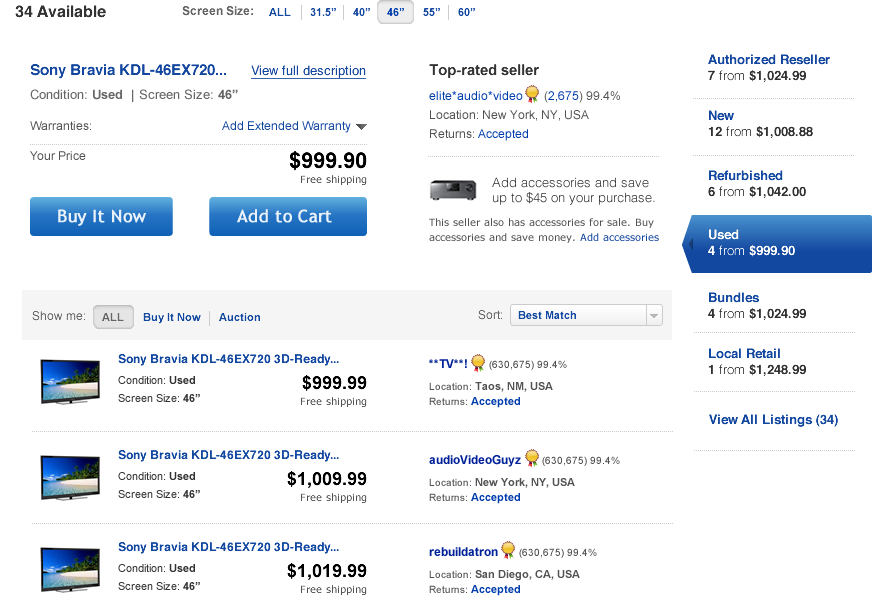 34 Available
Screen Size: ALL 31.5” 40” 46” 55” 60”
Sony Bravia KDL-46EX720... View full description
Condition: Used | Screen Size: 46”
Warranties: Add Extended Warranty
Your Price $999.90
Free shipping
Buy It Now Add to Cart
Top-rated seller
elite*audio*video (2,675) 99.4%
Location: New York, NY, USA
Returns: Accepted
Add accessories and save
up to $45 on your purchase.
This seller also has accessories for sale. Buy
accessories and save money. Add accessories
Authorized Reseller
7 from $1,024.99
New
12 from $1,008.88
Refurbished
6 from $1,042.00
Used
4 from $999.90
Bundles
4 from $1,024.99
Local Retail
1 from $1,248.99
View All Listings (34)
Show me: ALL Buy It Now Auction Sort: Best Match
Sony Bravia KDL-46EX720 3D-Ready...
Condition: Used
Screen Size: 46”
$999.99
Free shipping
**TV**! (630,675) 99.4%
Location: Taos, NM, USA
Returns: Accepted
Sony Bravia KDL-46EX720 3D-Ready...
Condition: Used
Screen Size: 46”
$1,009.99
Free shipping
audioVideoGuyz (630,675) 99.4%
Location: New York, NY, USA
Returns: Accepted
Sony Bravia KDL-46EX720 3D-Ready...
Condition: Used
Screen Size: 46”
$1,019.99
Free shipping
rebuildatron (630,675) 99.4%
Location: San Diego, CA, USA
Returns: Accepted